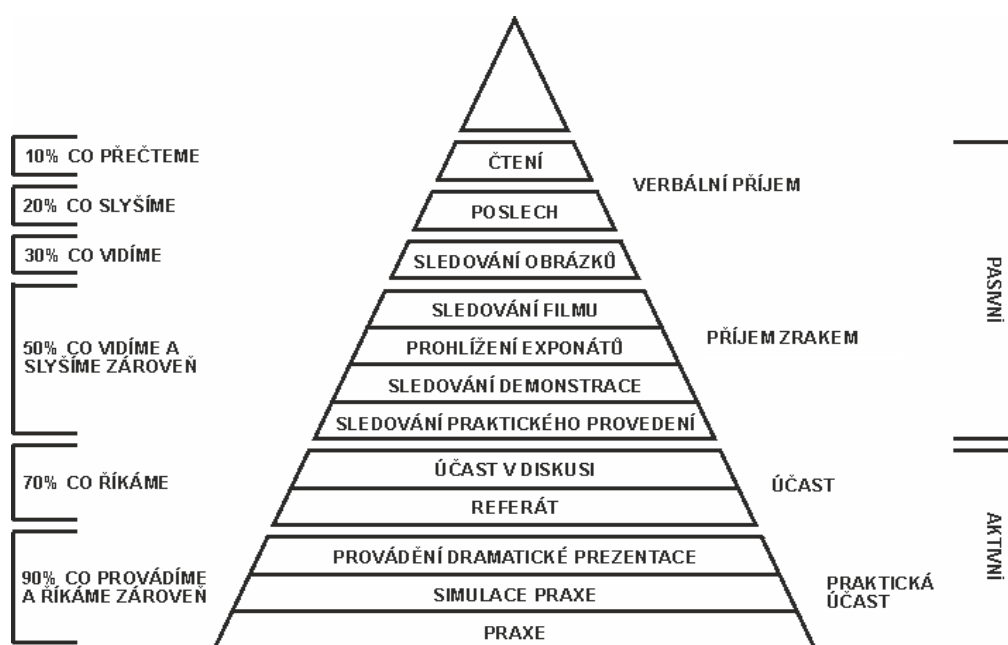 10% CO PŘEČTEME
20% CO SLYŠÍME
30% CO VIDÍME
50% CO VIDÍME A
SLYŠÍME ZÁROVEŇ
70% CO ŘÍKÁME
90% CO PROVÁDÍME
A ŘÍKÁME ZÁROVEŇ
ČTENÍ
POSLECH
SLEDOVÁNÍ OBRÁZKŮ
SLEDOVÁNÍ FILMU
PROHLÍŽENÍ EXPONÁTŮ
SLEDOVÁNÍ DEMONSTRACE
SLEDOVÁNÍ PRAKTICKÉHO PROVEDENÍ
ÚČAST V DISKUSI
REFERÁT
PROVÁDĚNÍ DRAMATICKÉ PREZENTACE
SIMULACE PRAXE
PRAXE
VERBÁLNÍ PŘÍJEM
PŘÍJEM ZRAKEM
ÚČAST
PRAKTICKÁ
ÚČAST
PASIVNÍ
AKTIVNÍ